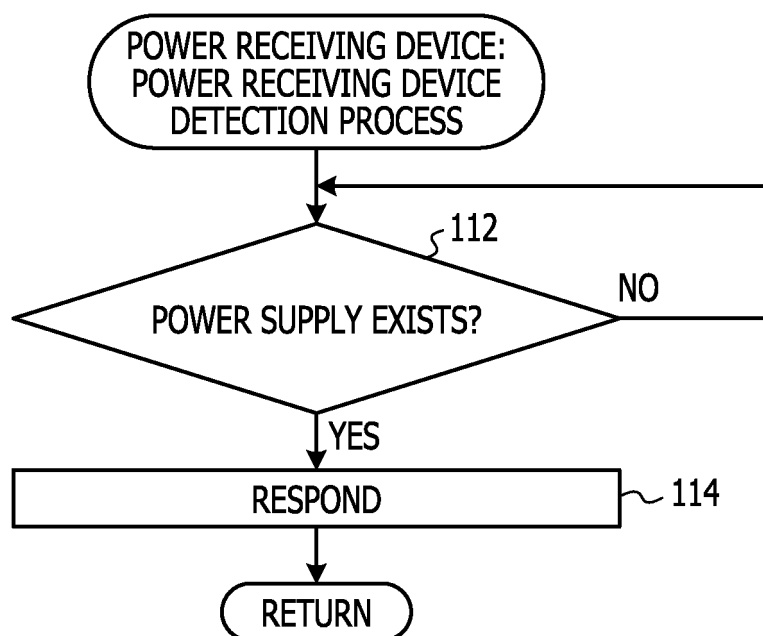 POWER RECEIVING DEVICE:
POWER RECEIVING DEVICE
DETECTION PROCESS
112
POWER SUPPLY EXISTS?
NO
YES
RESPOND
114
RETURN